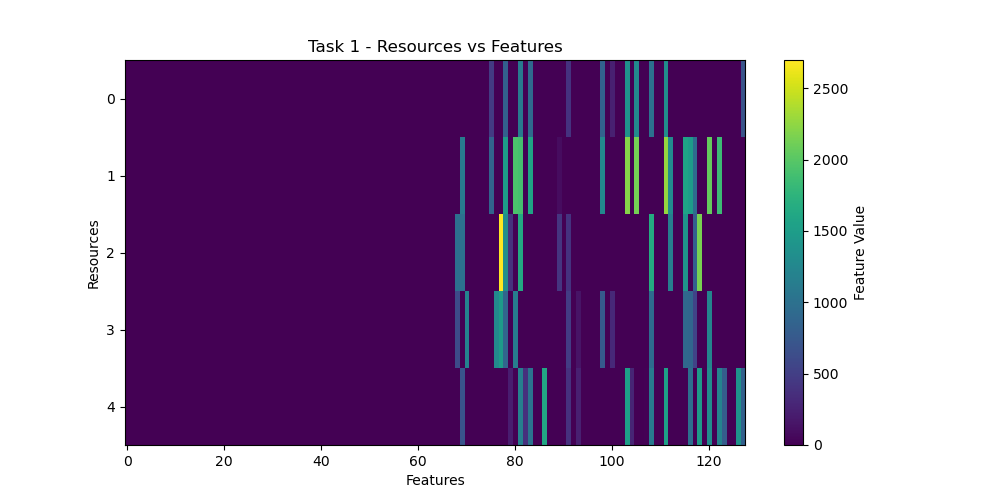 Task 1 - Resources vs Features
Resources
0
1
2
3
4
0 20 40 60 80 100 120
Features
2500
2000
1500
1000
500
0
Feature Value